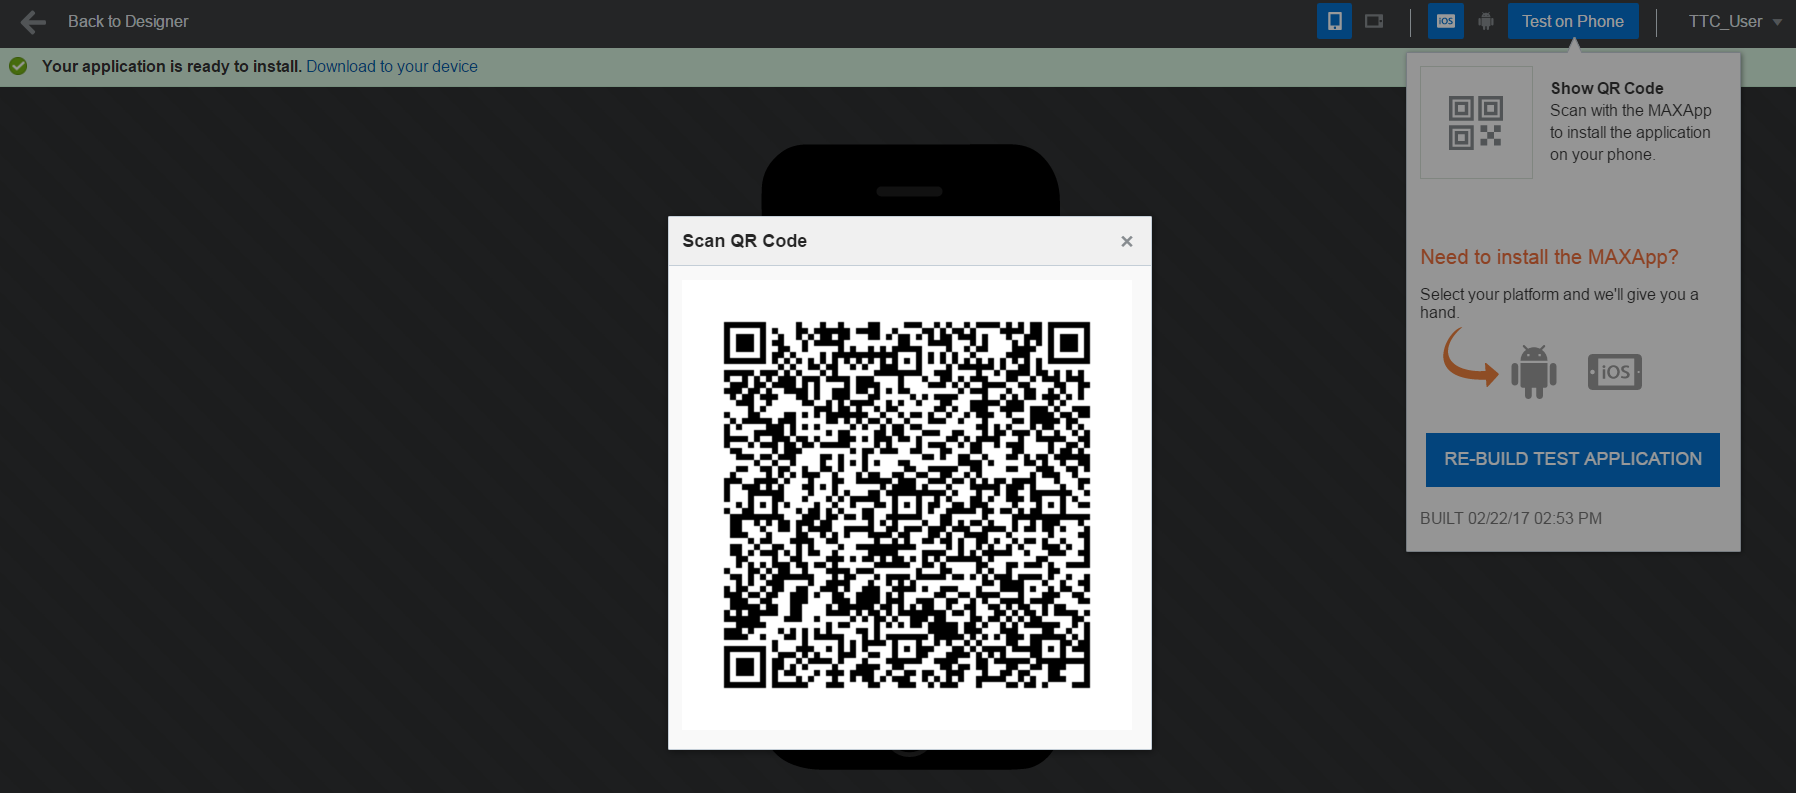 Back to Designer
iOS
Test on Phone
TTC_User
Your application is ready to install. Download to your device
Show QR Code
Scan with the MAXApp
to install the application
on your phone.
Scan QR Code
×
Need to install the MAXApp?
Select your platform and we'll give you a
hand.
iOS
RE-BUILD TEST APPLICATION
BUILT 02/22/17 02:53 PM